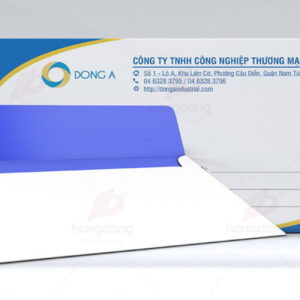 DONG A
CÔNG TY TNHH CÔNG NGHIỆP THƯƠNG MẠ
Số 1 - Lô A, Khu Liên Cơ, Phường Cầu Diễn, Quận Nam Từ
04 6328 3795 / 04 6328 3796
http://dongaindustrial.com
hongdang
hongdang